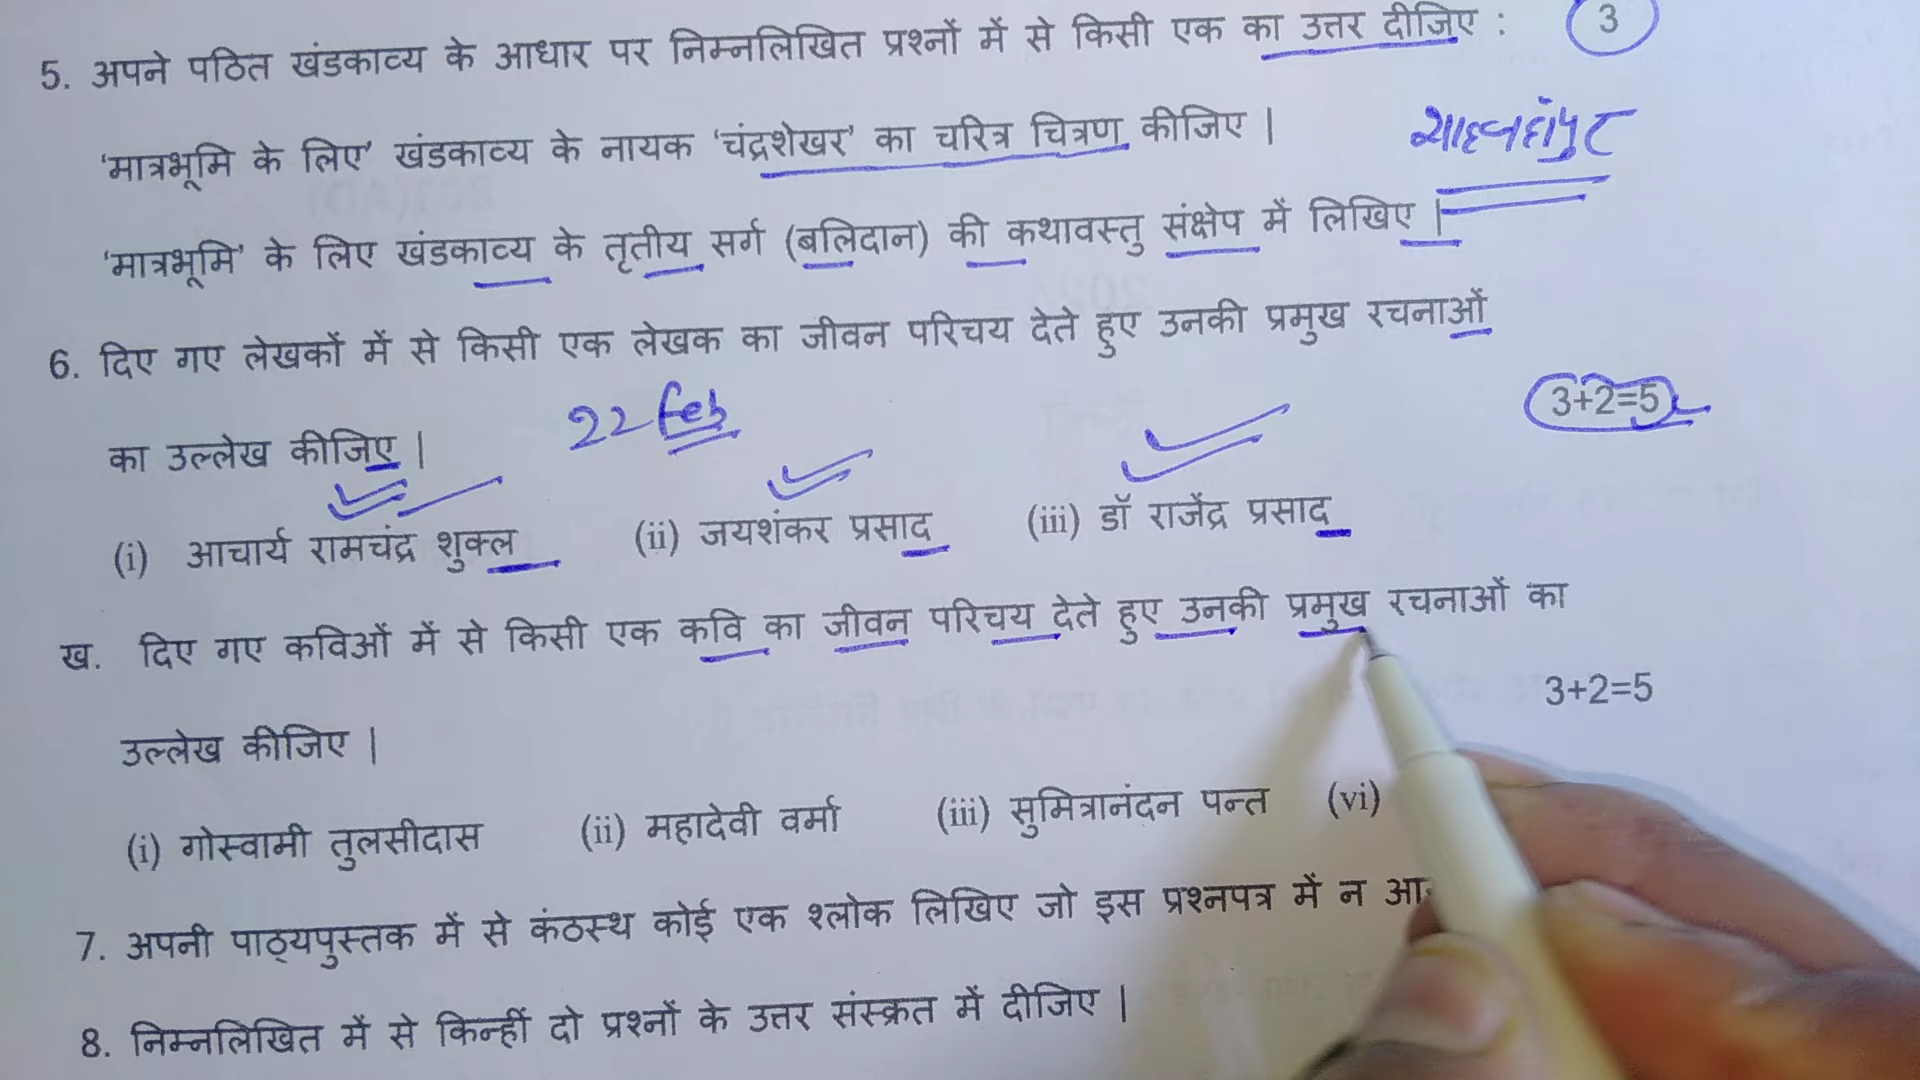 5. अपने पठित खंडकाव्य के आधार पर निम्नलिखित प्रश्नों में से किसी एक का उत्तर दीजिए : 3
'मात्रभूमि के लिए' खंडकाव्य के नायक 'चंद्रशेखर' का चरित्र चित्रण कीजिए |
'मात्रभूमि' के लिए खंडकाव्य के तृतीय सर्ग (बलिदान) की कथावस्तु संक्षेप में लिखिए |
6. दिए गए लेखकों में से किसी एक लेखक का जीवन परिचय देते हुए उनकी प्रमुख रचनाओं
3+2=5
का उल्लेख कीजिए | 22 Feb
(i) आचार्य रामचंद्र शुक्ल (ii) जयशंकर प्रसाद (iii) डॉ राजेंद्र प्रसाद
ख. दिए गए कविओं में से किसी एक कवि का जीवन परिचय देते हुए उनकी प्रमुख रचनाओं का
3+2=5
उल्लेख कीजिए |
(i) गोस्वामी तुलसीदास (ii) महादेवी वर्मा (iii) सुमित्रानंदन पन्त (vi)
7. अपनी पाठ्यपुस्तक में से कंठस्थ कोई एक श्लोक लिखिए जो इस प्रश्नपत्र में न
8. निम्नलिखित में से किन्हीं दो प्रश्नों के उत्तर संस्क्रत में दीजिए |